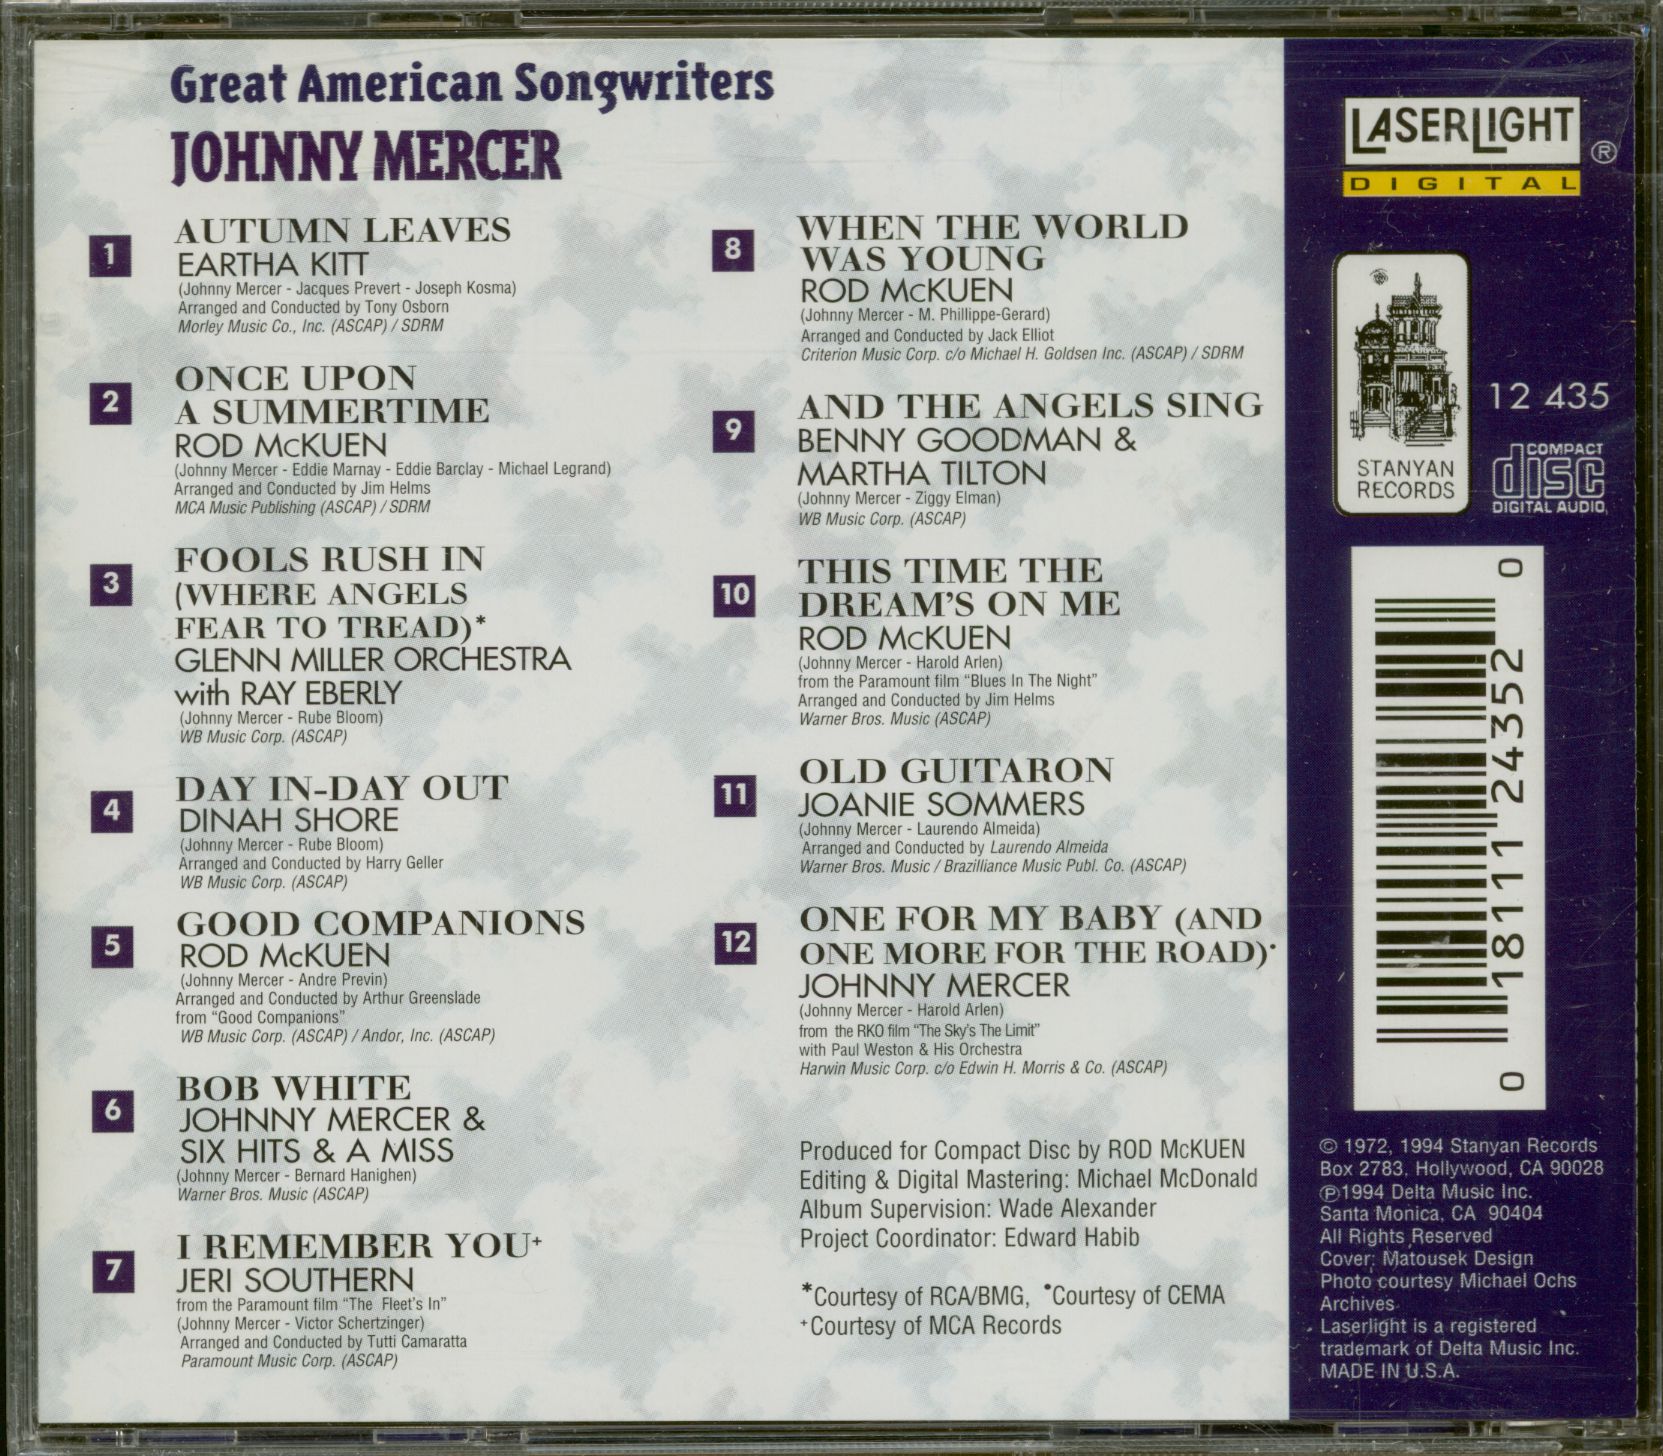 Great American Songwriters
JOHNNY MERCER
1
AUTUMN LEAVES
EARTHA KITT
(Johnny Mercer - Jacques Prevert - Joseph Kosma)
Arranged and Conducted by Tony Osborn
Morley Music Co., Inc. (ASCAP) / SDRM
2
ONCE UPON
A SUMMERTIME
ROD McKUEN
(Johnny Mercer - Eddie Marnay - Eddie Barclay - Michael Legrand)
Arranged and Conducted by Jim Helms
MCA Music Publishing (ASCAP) / SDRM
3
FOOLS RUSH IN
(WHERE ANGELS
FEAR TO TREAD)*
GLENN MILLER ORCHESTRA
with RAY EBERLY
(Johnny Mercer - Rube Bloom)
WB Music Corp. (ASCAP)
4
DAY IN-DAY OUT
DINAH SHORE
(Johnny Mercer - Rube Bloom)
Arranged and Conducted by Harry Geller
WB Music Corp. (ASCAP)
5
GOOD COMPANIONS
ROD McKUEN
(Johnny Mercer - Andre Previn)
Arranged and Conducted by Arthur Greenslade
from "Good Companions"
WB Music Corp. (ASCAP) / Andor, Inc. (ASCAP)
6
BOB WHITE
JOHNNY MERCER &
SIX HITS & A MISS
(Johnny Mercer - Bernard Hanighen)
Warner Bros. Music (ASCAP)
7
I REMEMBER YOU+
JERI SOUTHERN
from the Paramount film "The Fleet's In"
(Johnny Mercer - Victor Schertzinger)
Arranged and Conducted by Tutti Camaratta
Paramount Music Corp. (ASCAP)
8
WHEN THE WORLD
WAS YOUNG
ROD McKUEN
(Johnny Mercer - M. Phillippe-Gerard)
Arranged and Conducted by Jack Elliot
Criterion Music Corp. c/o Michael H. Goldsen Inc. (ASCAP) / SDRM
9
AND THE ANGELS SING
BENNY GOODMAN &
MARTHA TILTON
(Johnny Mercer - Ziggy Elman)
WB Music Corp. (ASCAP)
10
THIS TIME THE
DREAM'S ON ME
ROD McKUEN
(Johnny Mercer - Harold Arlen)
from the Paramount film "Blues In The Night"
Arranged and Conducted by Jim Helms
Warner Bros. Music (ASCAP)
11
OLD GUITARON
JOANIE SOMMERS
(Johnny Mercer - Laurendo Almeida)
Arranged and Conducted by Laurendo Almeida
Warner Bros. Music / Brazilliance Music Publ. Co. (ASCAP)
12
ONE FOR MY BABY (AND
ONE MORE FOR THE ROAD)•
JOHNNY MERCER
(Johnny Mercer - Harold Arlen)
from the RKO film "The Sky's The Limit"
with Paul Weston & His Orchestra
Harwin Music Corp. c/o Edwin H. Morris & Co. (ASCAP)
Produced for Compact Disc by ROD McKUEN
Editing & Digital Mastering: Michael McDonald
Album Supervision: Wade Alexander
Project Coordinator: Edward Habib
*Courtesy of RCA/BMG, •Courtesy of CEMA
+Courtesy of MCA Records
LASERLIGHT ®
DIGITAL
STANYAN
RECORDS
12 435
COMPACT
disc
DIGITAL AUDIO
0 18111 24352 0
© 1972, 1994 Stanyan Records
Box 2783, Hollywood, CA 90028
℗1994 Delta Music Inc.
Santa Monica, CA 90404
All Rights Reserved
Cover: Matousek Design
Photo courtesy Michael Ochs
Archives
Laserlight is a registered
trademark of Delta Music Inc.
MADE IN U.S.A.